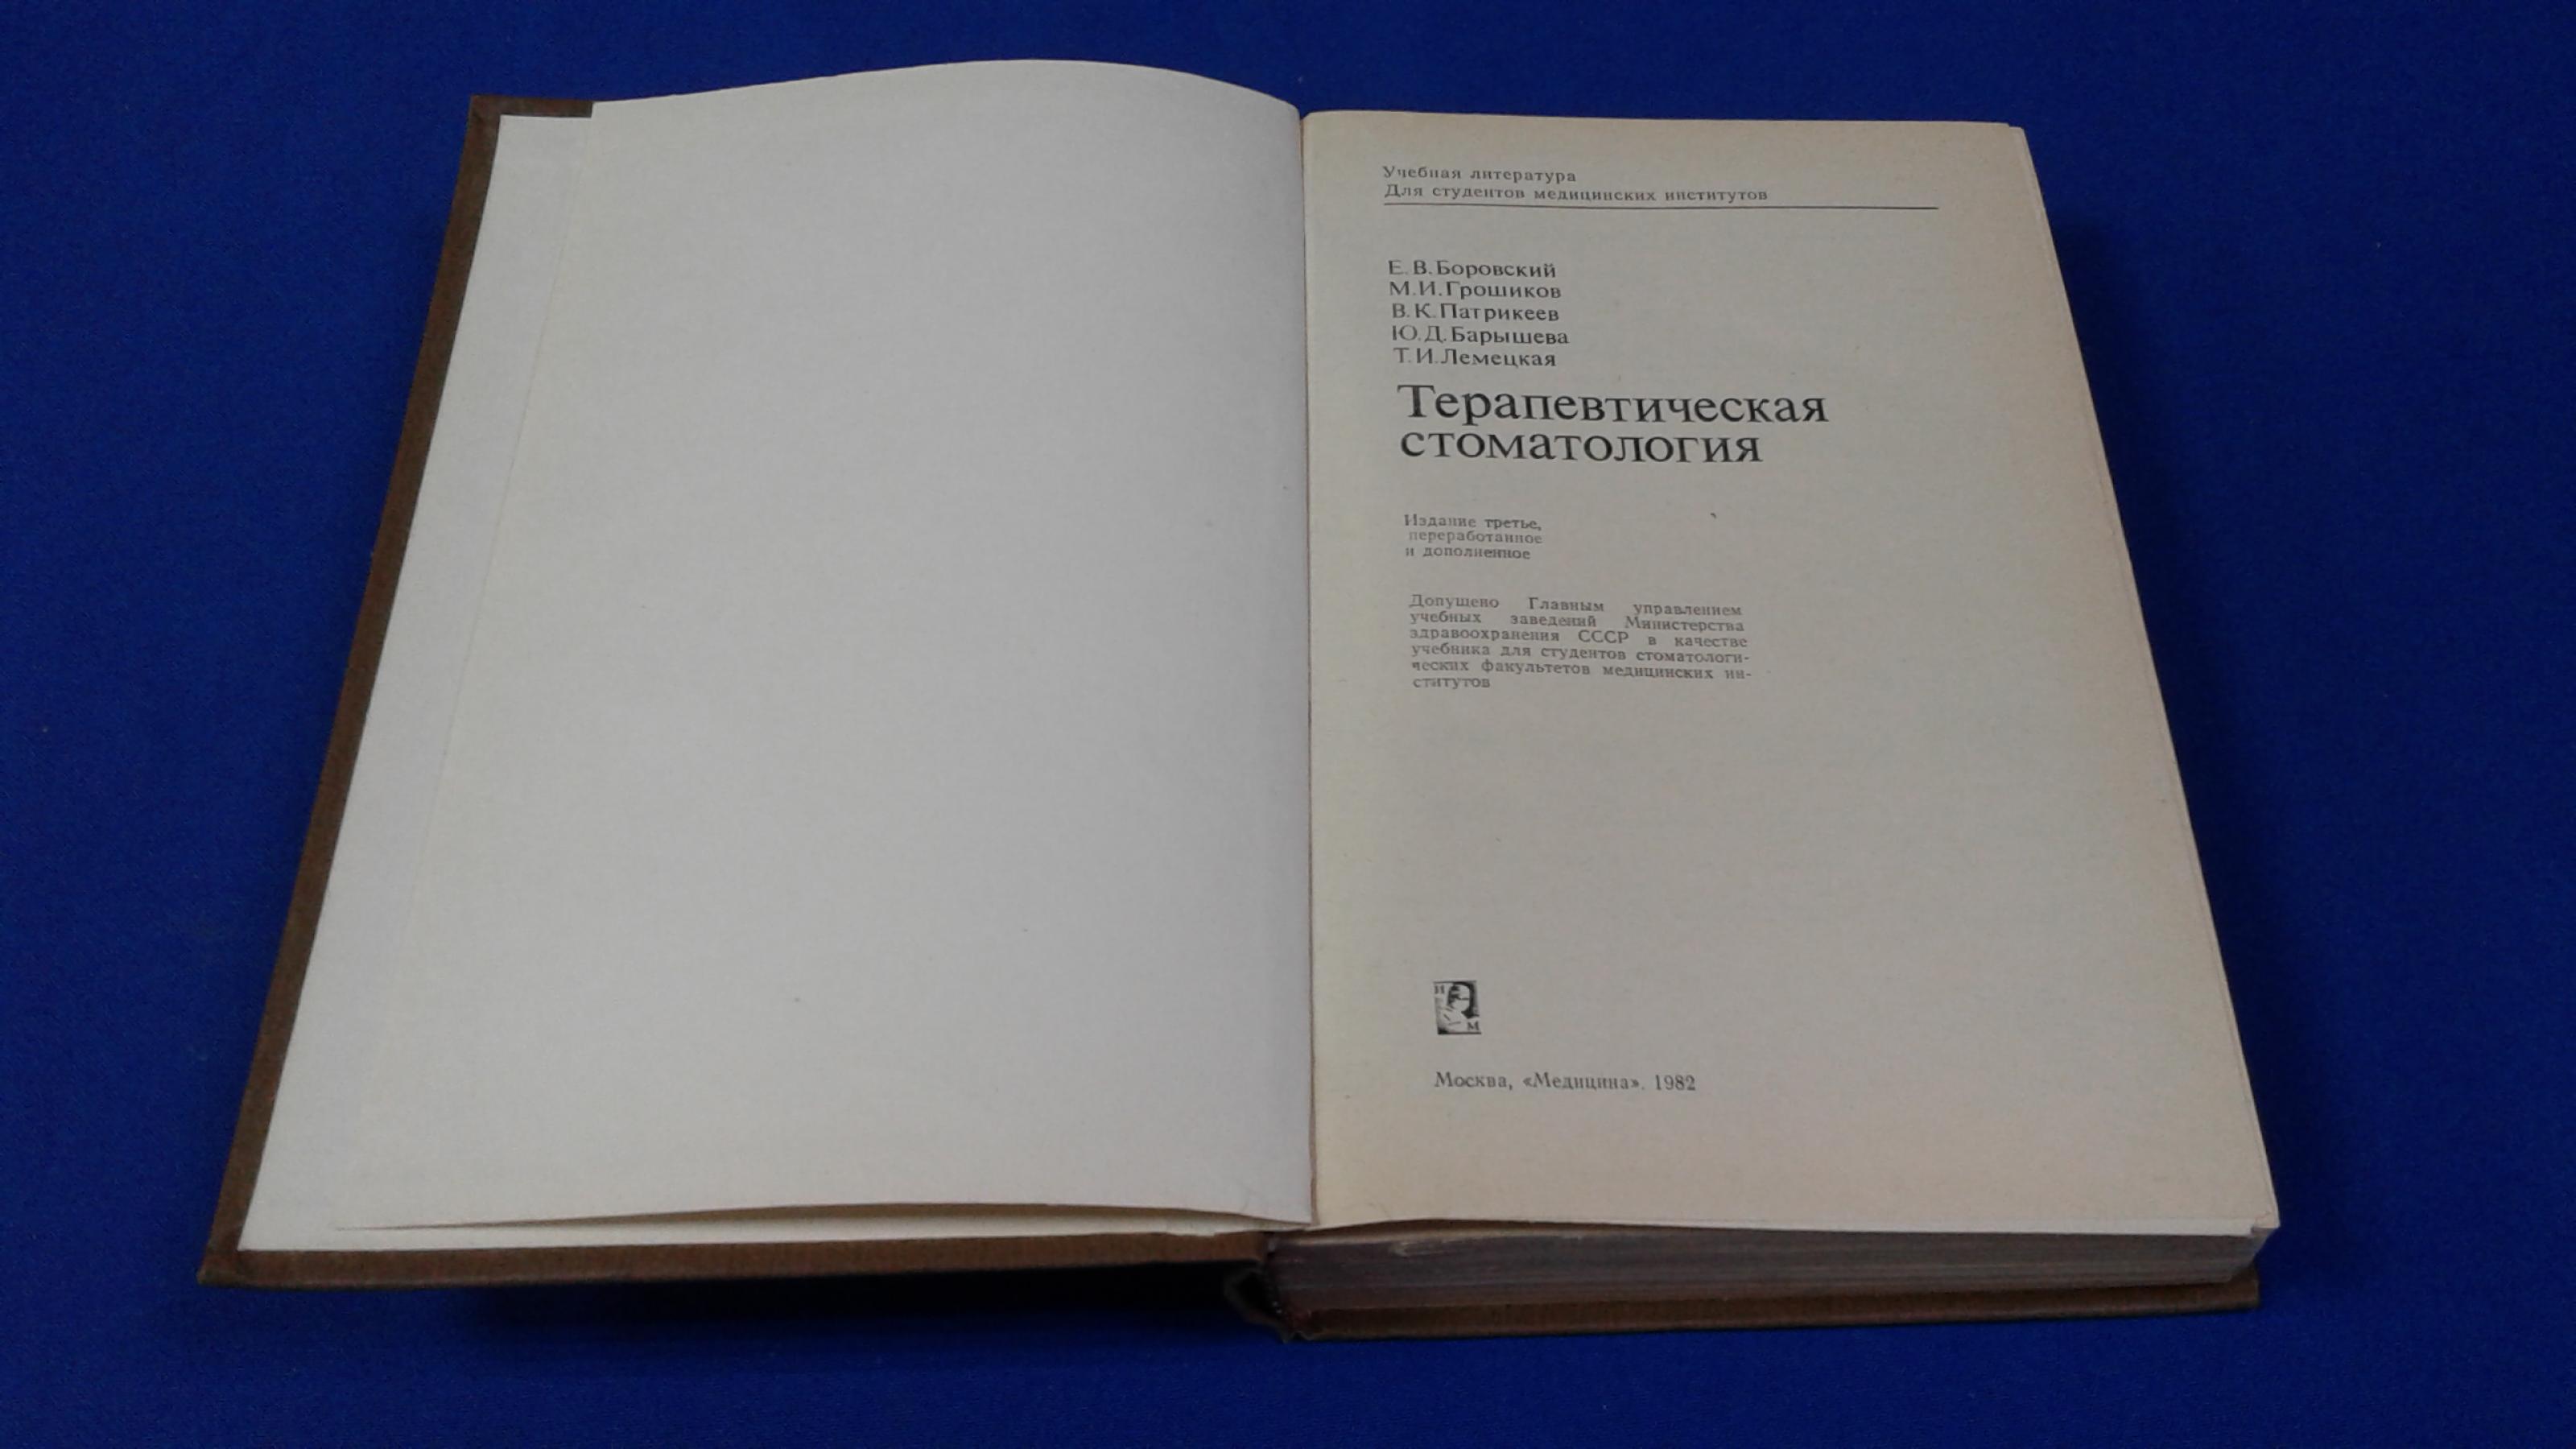 Учебная литература
Для студентов медицинских институтов
Е. В. Боровский
М. И. Грошиков
В. К. Патрикеев
Ю. Д. Барышева
Т. И. Лемецкая
Терапевтическая
стоматология
Издание третье,
переработанное
и дополненное
Допущено Главным управлением
учебных заведений Министерства
здравоохранения СССР в качестве
учебника для студентов стоматологи-
ческих факультетов медицинских ин-
ститутов
И
М
Москва, «Медицина». 1982